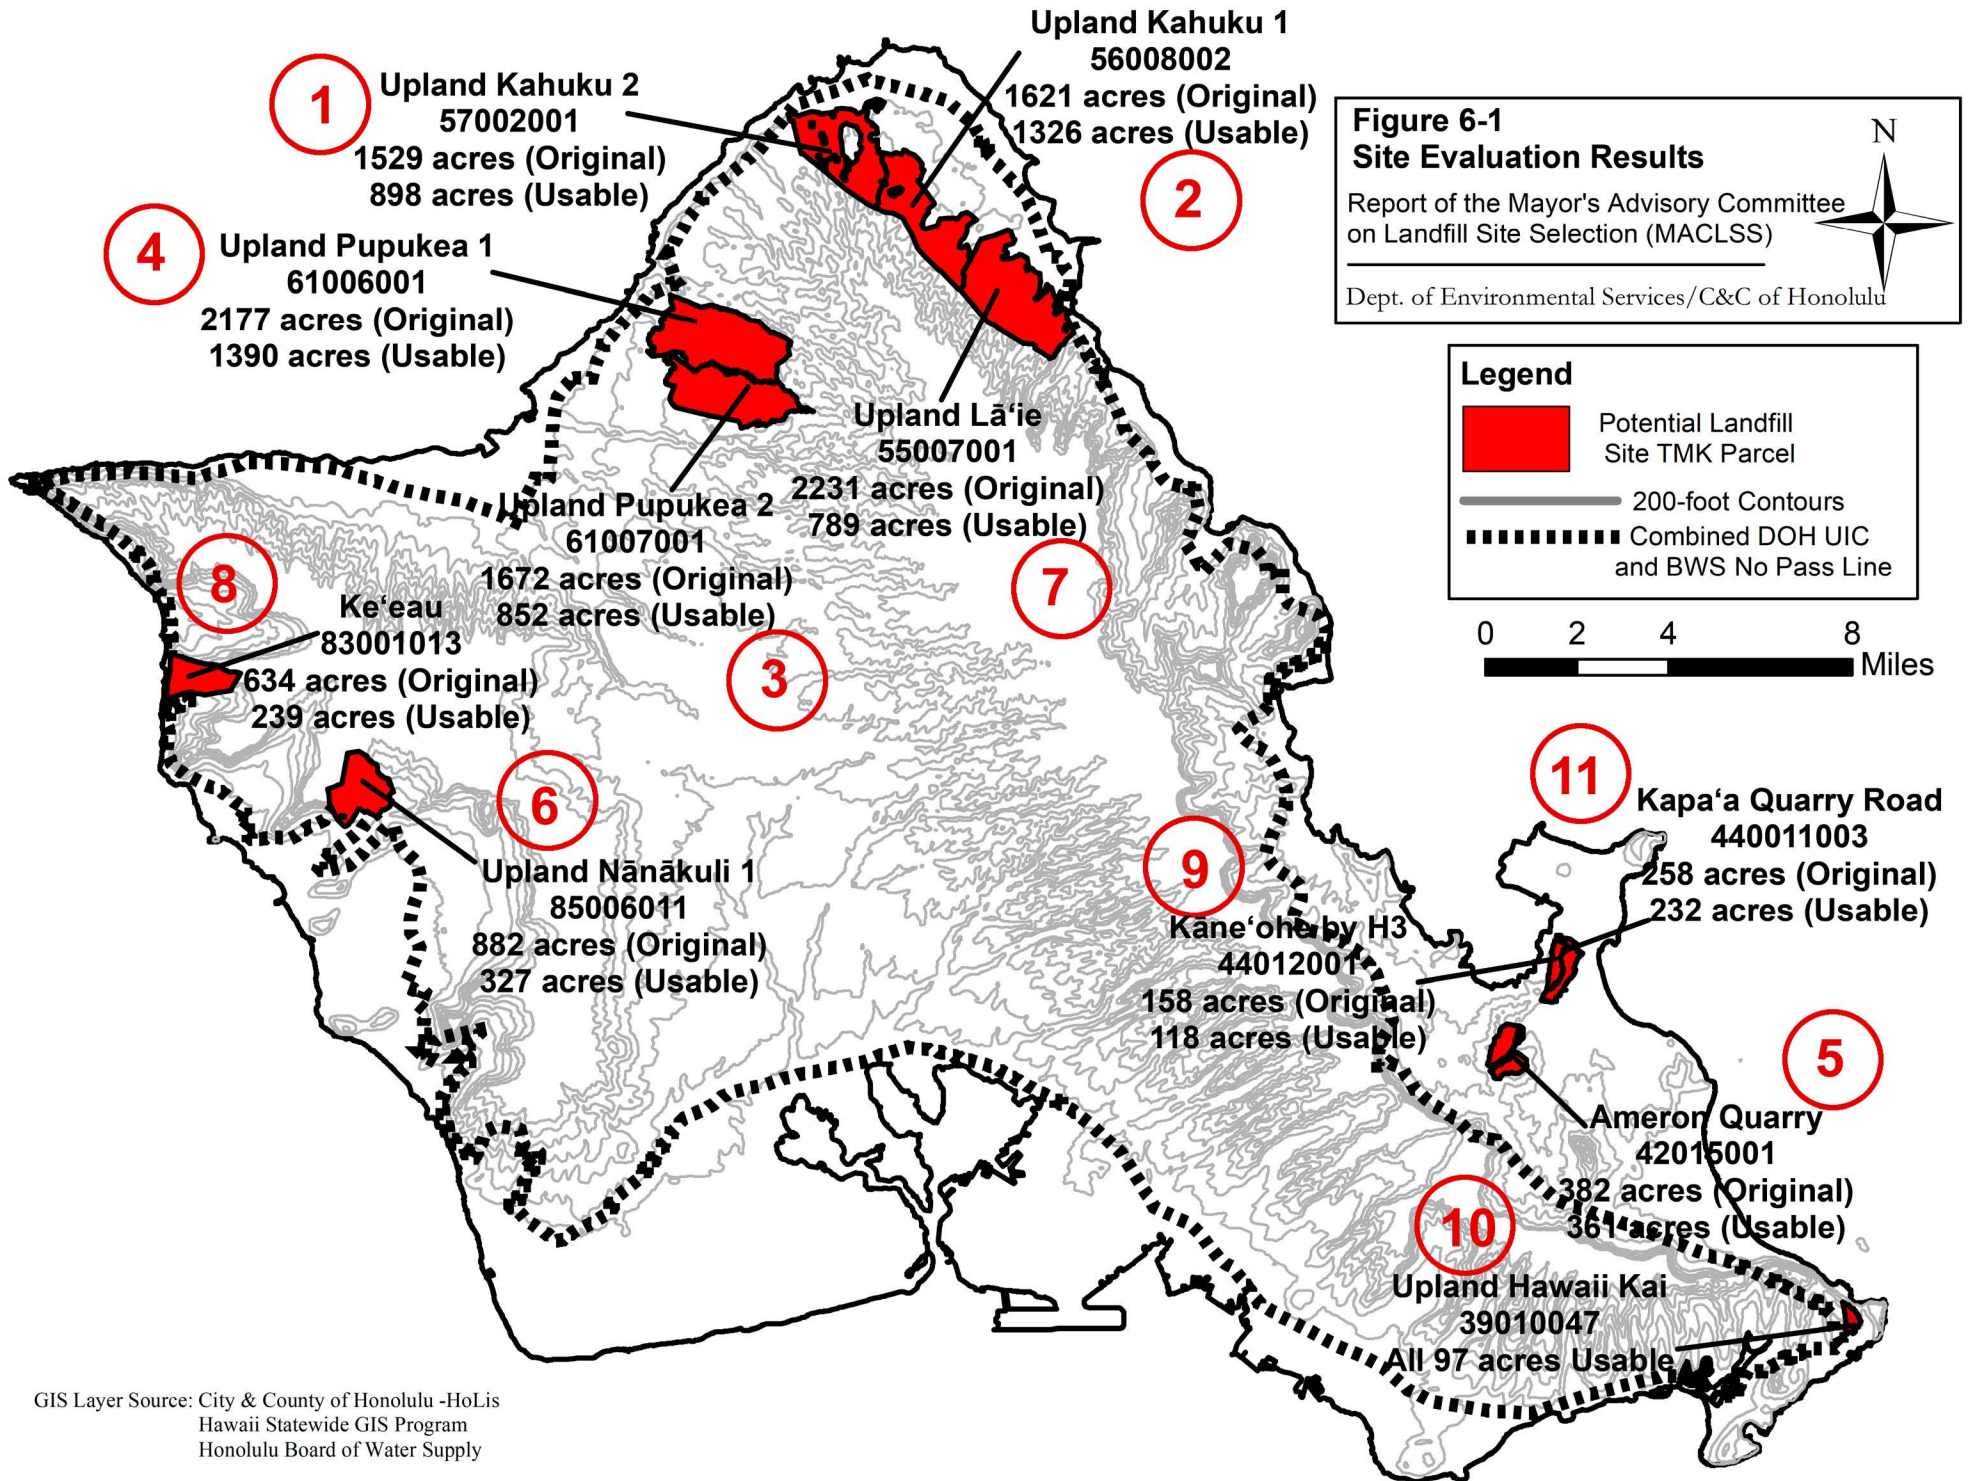 Upland Kahuku 1
56008002
1621 acres (Original)
1326 acres (Usable)
2
1
Upland Kahuku 2
57002001
1529 acres (Original)
898 acres (Usable)
Figure 6-1
Site Evaluation Results
Report of the Mayor's Advisory Committee
on Landfill Site Selection (MACLSS)
Dept. of Environmental Services/C&C of Honolulu
N
4
Upland Pupukea 1
61006001
2177 acres (Original)
1390 acres (Usable)
Legend
Potential Landfill
Site TMK Parcel
200-foot Contours
Combined DOH UIC
and BWS No Pass Line
0 2 4 8
Miles
Upland Lā‘ie
55007001
2231 acres (Original)
789 acres (Usable)
7
Upland Pupukea 2
61007001
1672 acres (Original)
852 acres (Usable)
3
8
Ke‘eau
83001013
634 acres (Original)
239 acres (Usable)
6
Upland Nānākuli 1
85006011
882 acres (Original)
327 acres (Usable)
11
Kapa‘a Quarry Road
440011003
258 acres (Original)
232 acres (Usable)
9
Kāne‘ohe by H3
44012001
158 acres (Original)
118 acres (Usable)
5
Ameron Quarry
42015001
382 acres (Original)
361 acres (Usable)
10
Upland Hawaii Kai
39010047
All 97 acres Usable
GIS Layer Source: City & County of Honolulu -HoLis
Hawaii Statewide GIS Program
Honolulu Board of Water Supply